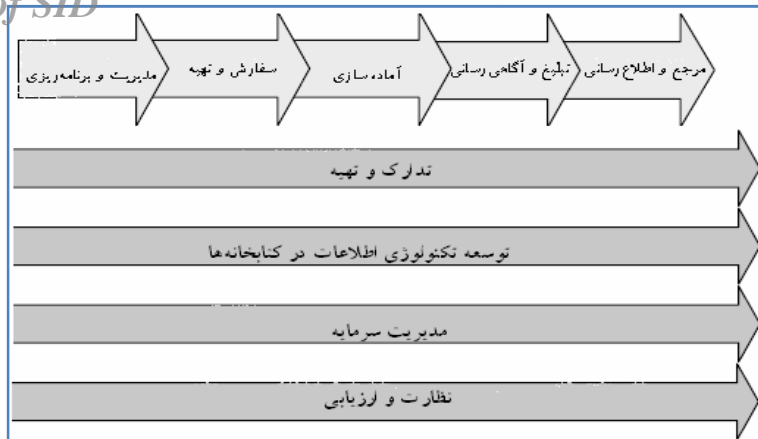 of SID
مدیریت و برنامه‌ریزی
سفارش و تهیه
آماده‌سازی
تبلیغ و آگاهی رسانی
مرجع و اطلاع رسانی
تدارک و تهیه
توسعه تکنولوژی اطلاعات در کتابخانه‌ها
مدیریت سرمایه
نظارت و ارزیابی